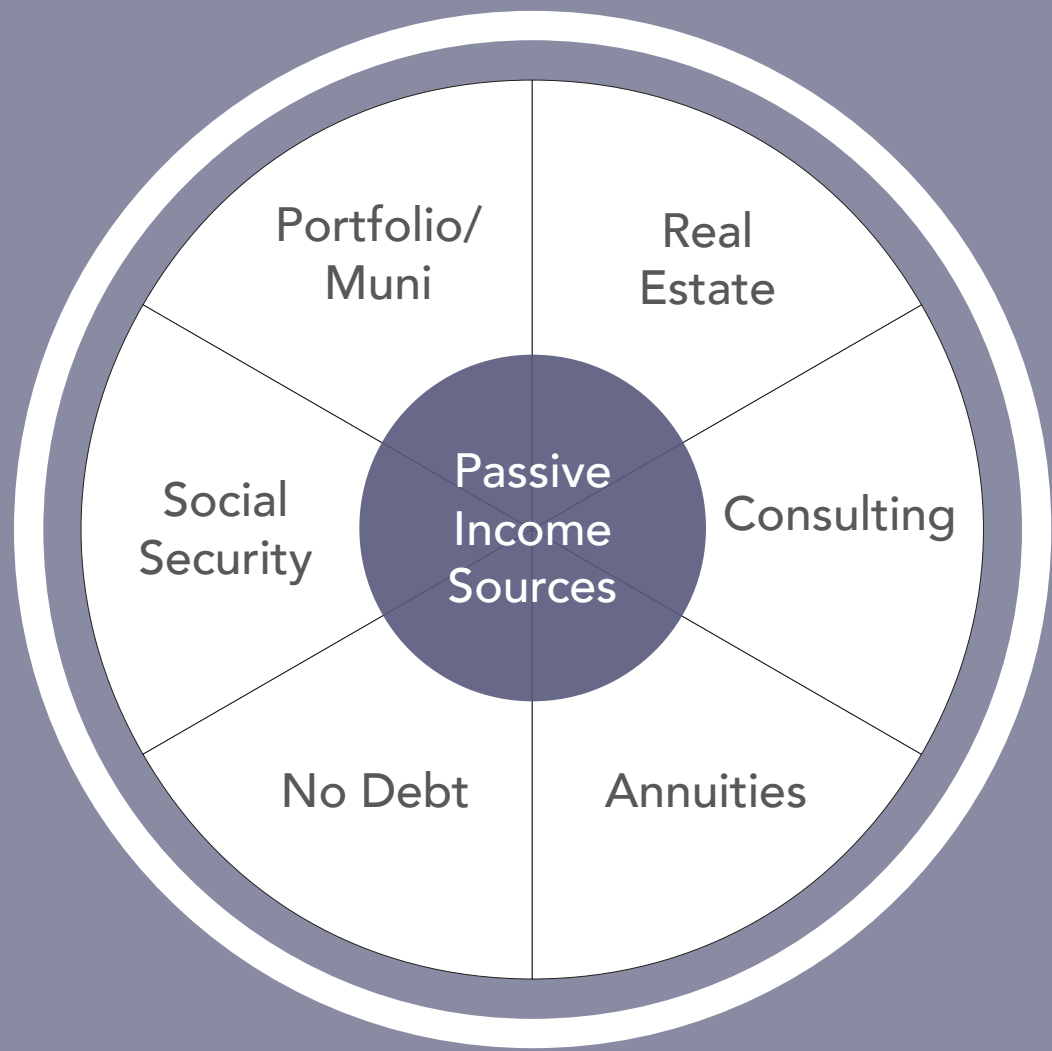 Portfolio/
Muni
Real
Estate
Social
Security
Passive
Income
Sources
Consulting
No Debt
Annuities